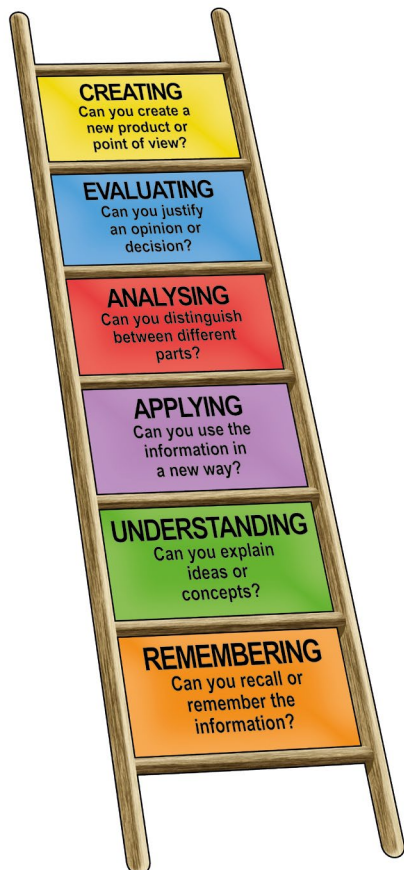 CREATING
Can you create a
new product or
point of view?
EVALUATING
Can you justify
an opinion or
decision?
ANALYSING
Can you distinguish
between different
parts?
APPLYING
Can you use the
information in
a new way?
UNDERSTANDING
Can you explain
ideas or
concepts?
REMEMBERING
Can you recall or
remember the
information?